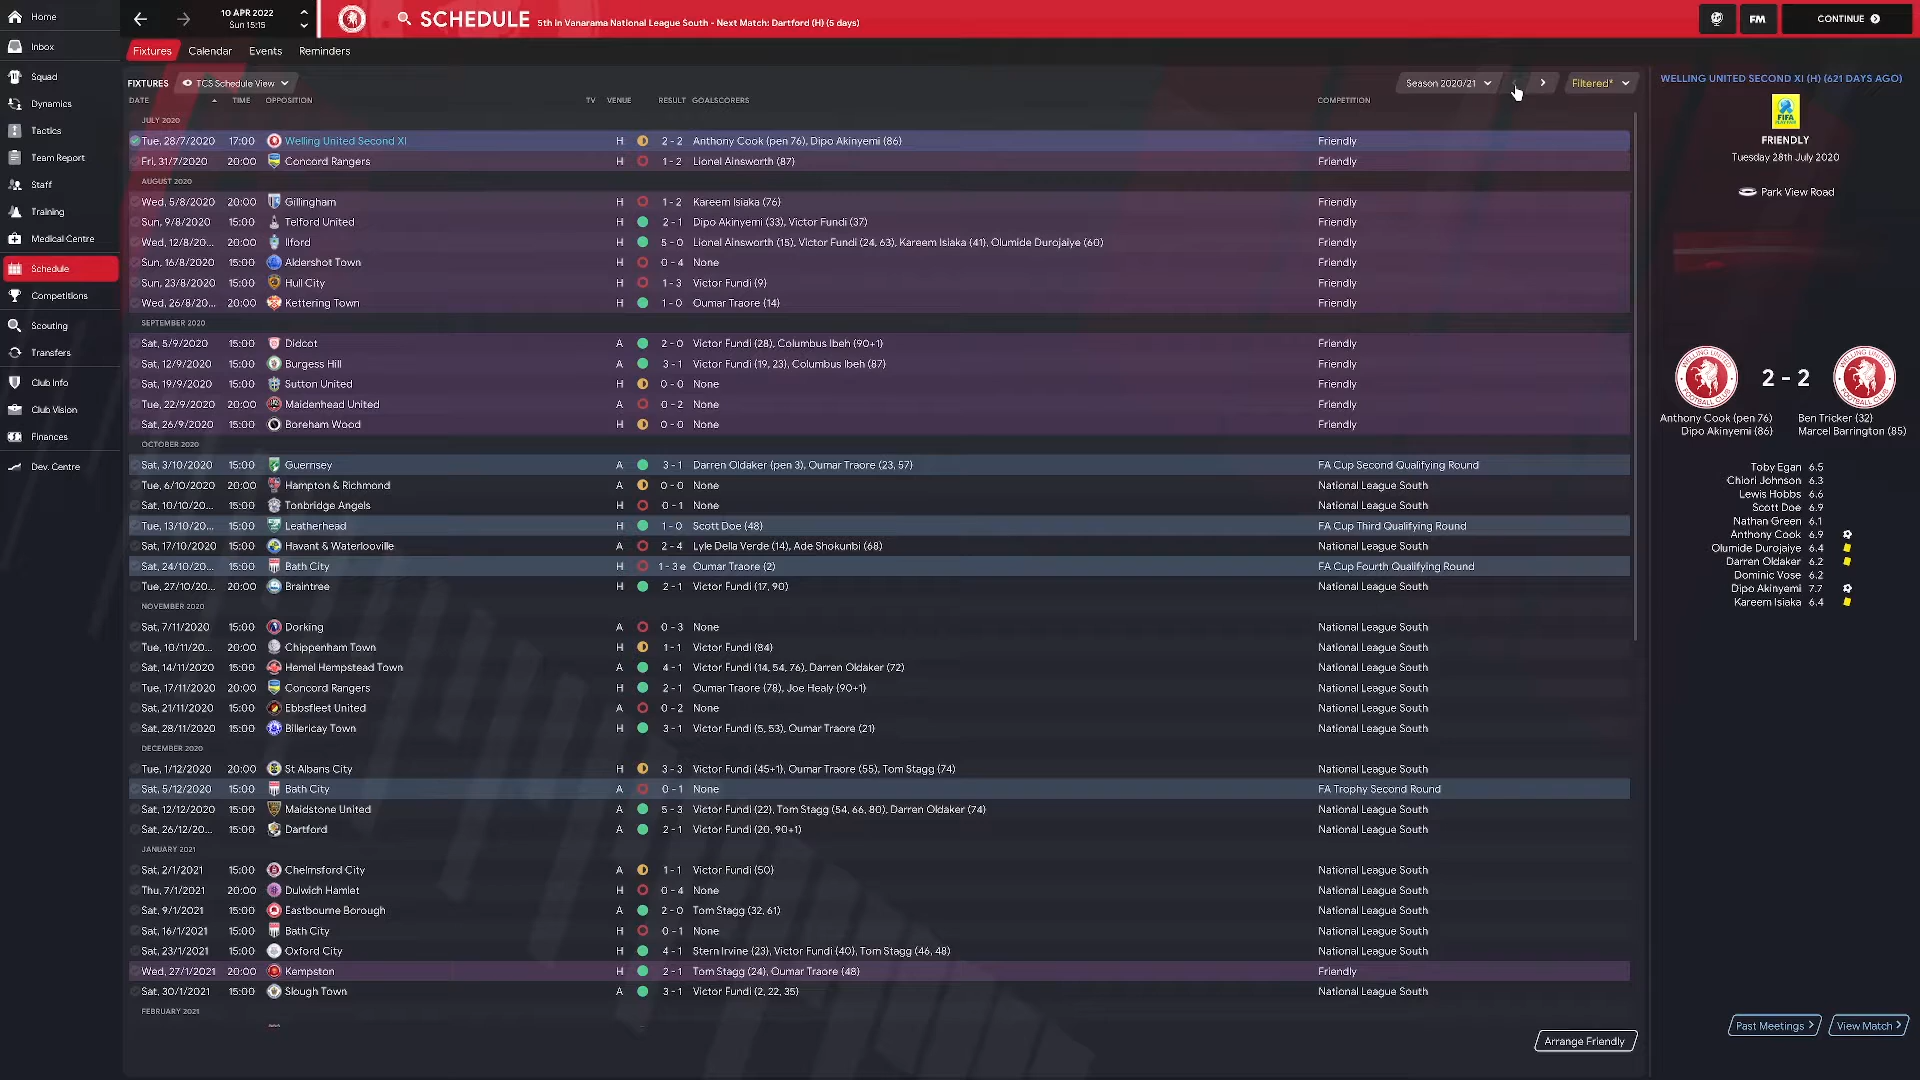 Home
Inbox
Squad
Dynamics
Tactics
Team Report
Staff
Training
Medical Centre
Schedule
Competitions
Scouting
Transfers
Club Info
Club Vision
Finances
Dev. Centre
10 APR 2022
Sun 15:15
SCHEDULE 5th in Vanarama National League South - Next Match: Dartford (H) (5 days)
FM
CONTINUE
Fixtures Calendar Events Reminders
FIXTURES TCS Schedule View Season 2020/21 Filtered*
DATE TIME OPPOSITION TV VENUE RESULT GOALSCORERS COMPETITION
JULY 2020
Tue, 28/7/2020 17:00 Welling United Second XI H 2 - 2 Anthony Cook (pen 76), Dipo Akinyemi (86) Friendly
Fri, 31/7/2020 20:00 Concord Rangers H 1 - 2 Lionel Ainsworth (87) Friendly
AUGUST 2020
Wed, 5/8/2020 20:00 Gillingham H 1 - 2 Kareem Isiaka (76) Friendly
Sun, 9/8/2020 15:00 Telford United H 2 - 1 Dipo Akinyemi (33), Victor Fundi (37) Friendly
Wed, 12/8/20... 20:00 Ilford H 5 - 0 Lionel Ainsworth (15), Victor Fundi (24, 63), Kareem Isiaka (41), Olumide Durojaiye (60) Friendly
Sun, 16/8/2020 15:00 Aldershot Town H 0 - 4 None Friendly
Sun, 23/8/2020 15:00 Hull City H 1 - 3 Victor Fundi (9) Friendly
Wed, 26/8/20... 20:00 Kettering Town H 1 - 0 Oumar Traore (14) Friendly
SEPTEMBER 2020
Sat, 5/9/2020 15:00 Didcot A 2 - 0 Victor Fundi (28), Columbus Ibeh (90+1) Friendly
Sat, 12/9/2020 15:00 Burgess Hill A 3 - 1 Victor Fundi (19, 23), Columbus Ibeh (87) Friendly
Sat, 19/9/2020 15:00 Sutton United H 0 - 0 None Friendly
Tue, 22/9/2020 20:00 Maidenhead United A 0 - 2 None Friendly
Sat, 26/9/2020 15:00 Boreham Wood H 0 - 0 None Friendly
OCTOBER 2020
Sat, 3/10/2020 15:00 Guernsey A 3 - 1 Darren Oldaker (pen 3), Oumar Traore (23, 57) FA Cup Second Qualifying Round
Tue, 6/10/2020 20:00 Hampton & Richmond A 0 - 0 None National League South
Sat, 10/10/20... 15:00 Tonbridge Angels H 0 - 1 None National League South
Tue, 13/10/20... 15:00 Leatherhead H 1 - 0 Scott Doe (48) FA Cup Third Qualifying Round
Sat, 17/10/2020 15:00 Havant & Waterlooville A 2 - 4 Lyle Della Verde (14), Ade Shokunbi (68) National League South
Sat, 24/10/20... 15:00 Bath City H 1 - 3 e Oumar Traore (2) FA Cup Fourth Qualifying Round
Tue, 27/10/20... 20:00 Braintree H 2 - 1 Victor Fundi (17, 90) National League South
NOVEMBER 2020
Sat, 7/11/2020 15:00 Dorking A 0 - 3 None National League South
Tue, 10/11/20... 20:00 Chippenham Town H 1 - 1 Victor Fundi (84) National League South
Sat, 14/11/2020 15:00 Hemel Hempstead Town A 4 - 1 Victor Fundi (14, 54, 76), Darren Oldaker (72) National League South
Tue, 17/11/2020 20:00 Concord Rangers H 2 - 1 Oumar Traore (78), Joe Healy (90+1) National League South
Sat, 21/11/2020 15:00 Ebbsfleet United A 0 - 2 None National League South
Sat, 28/11/2020 15:00 Billericay Town H 3 - 1 Victor Fundi (5, 53), Oumar Traore (21) National League South
DECEMBER 2020
Tue, 1/12/2020 20:00 St Albans City H 3 - 3 Victor Fundi (45+1), Oumar Traore (55), Tom Stagg (74) National League South
Sat, 5/12/2020 15:00 Bath City A 0 - 1 None FA Trophy Second Round
Sat, 12/12/2020 15:00 Maidstone United A 5 - 3 Victor Fundi (22), Tom Stagg (54, 66, 80), Darren Oldaker (74) National League South
Sat, 26/12/20... 15:00 Dartford A 2 - 1 Victor Fundi (20, 90+1) National League South
JANUARY 2021
Sat, 2/1/2021 15:00 Chelmsford City A 1 - 1 Victor Fundi (50) National League South
Thu, 7/1/2021 20:00 Dulwich Hamlet H 0 - 4 None National League South
Sat, 9/1/2021 15:00 Eastbourne Borough A 2 - 0 Tom Stagg (32, 61) National League South
Sat, 16/1/2021 15:00 Bath City H 0 - 1 None National League South
Sat, 23/1/2021 15:00 Oxford City H 4 - 1 Stern Irvine (23), Victor Fundi (40), Tom Stagg (46, 48) National League South
Wed, 27/1/2021 20:00 Kempston H 2 - 1 Tom Stagg (24), Oumar Traore (48) Friendly
Sat, 30/1/2021 15:00 Slough Town A 3 - 1 Victor Fundi (2, 22, 35) National League South
FEBRUARY 2021
Arrange Friendly
WELLING UNITED SECOND XI (H) (621 DAYS AGO)
FIFA
FRIENDLY
Tuesday 28th July 2020
Park View Road
WELLING UNITED FOOTBALL CLUB 2 - 2 WELLING UNITED FOOTBALL CLUB
Anthony Cook (pen 76) Ben Tricker (32)
Dipo Akinyemi (86) Marcel Barrington (85)
Toby Egan 6.5
Chiori Johnson 6.3
Lewis Hobbs 6.6
Scott Doe 6.9
Nathan Green 6.1
Anthony Cook 6.9
Olumide Durojaiye 6.4
Darren Oldaker 6.2
Dominic Vose 6.2
Dipo Akinyemi 7.7
Kareem Isiaka 6.4
Past Meetings View Match